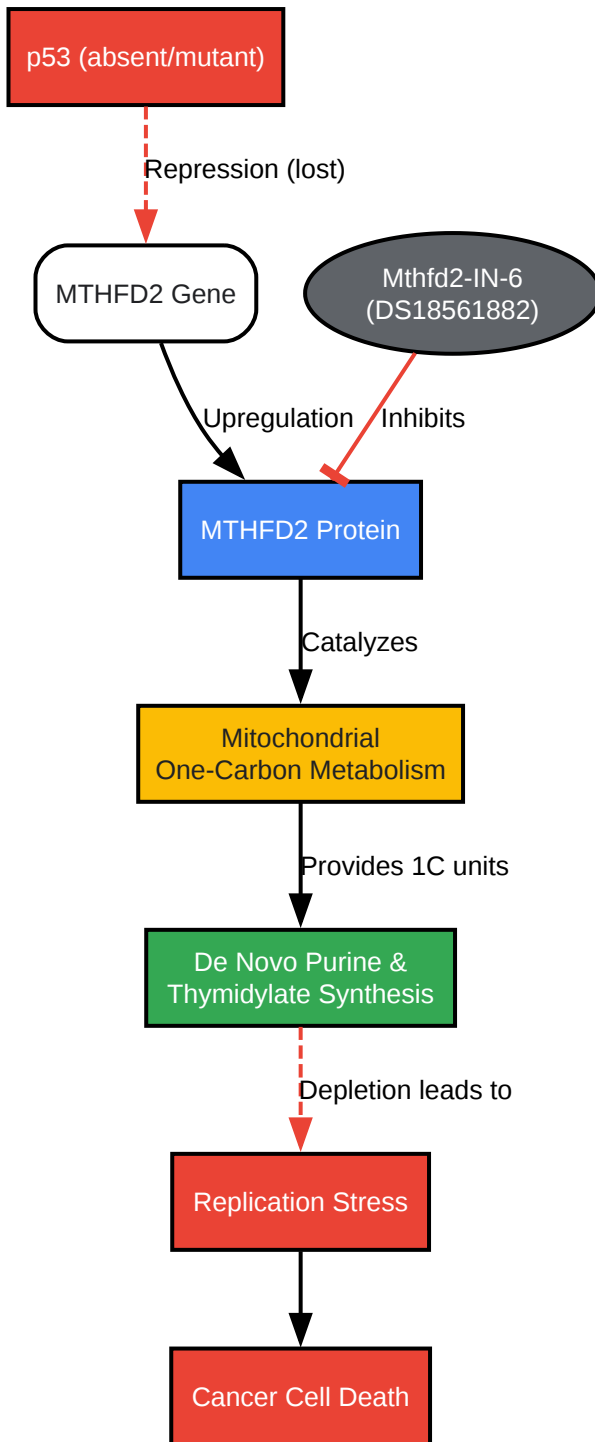 p53 (absent/mutant)
Repression (lost)
MTHFD2 Gene
Mthfd2-IN-6
(DS18561882)
Upregulation
Inhibits
MTHFD2 Protein
Catalyzes
Mitochondrial
One-Carbon Metabolism
Provides 1C units
De Novo Purine &
Thymidylate Synthesis
Depletion leads to
Replication Stress
Cancer Cell Death